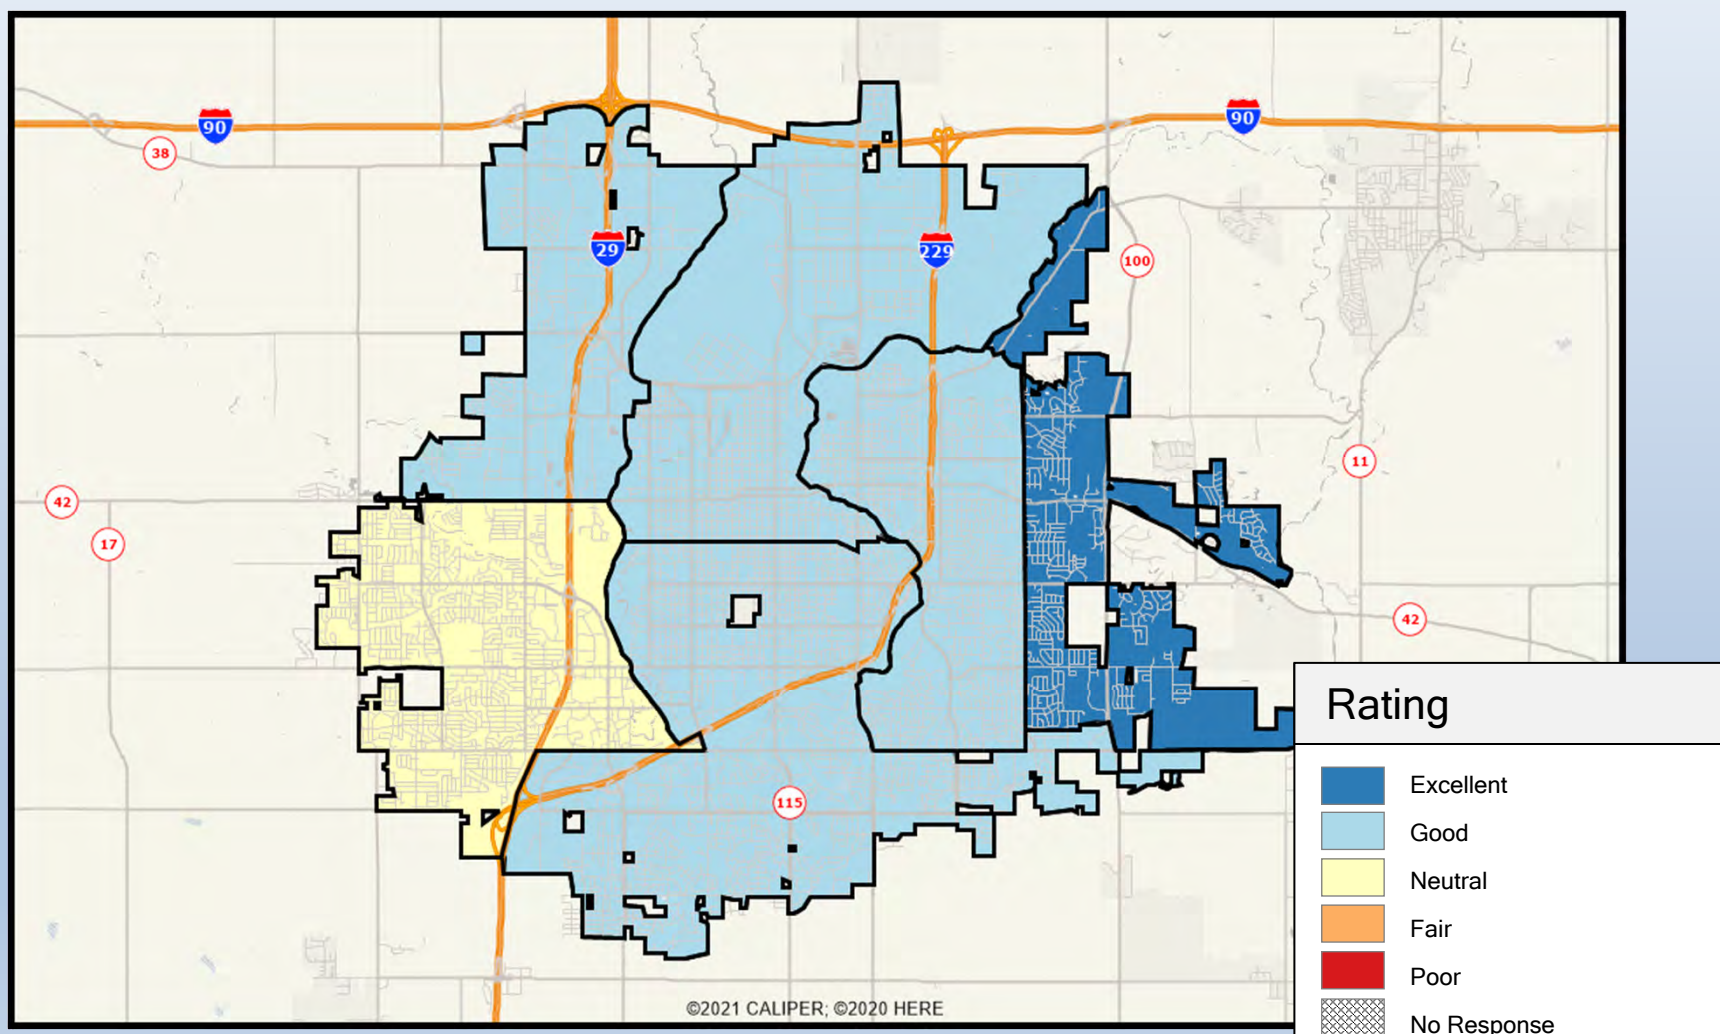 90
90
38
29
229
100
11
42
17
42
115
©2021 CALIPER; ©2020 HERE
Rating
Excellent
Good
Neutral
Fair
Poor
No Response